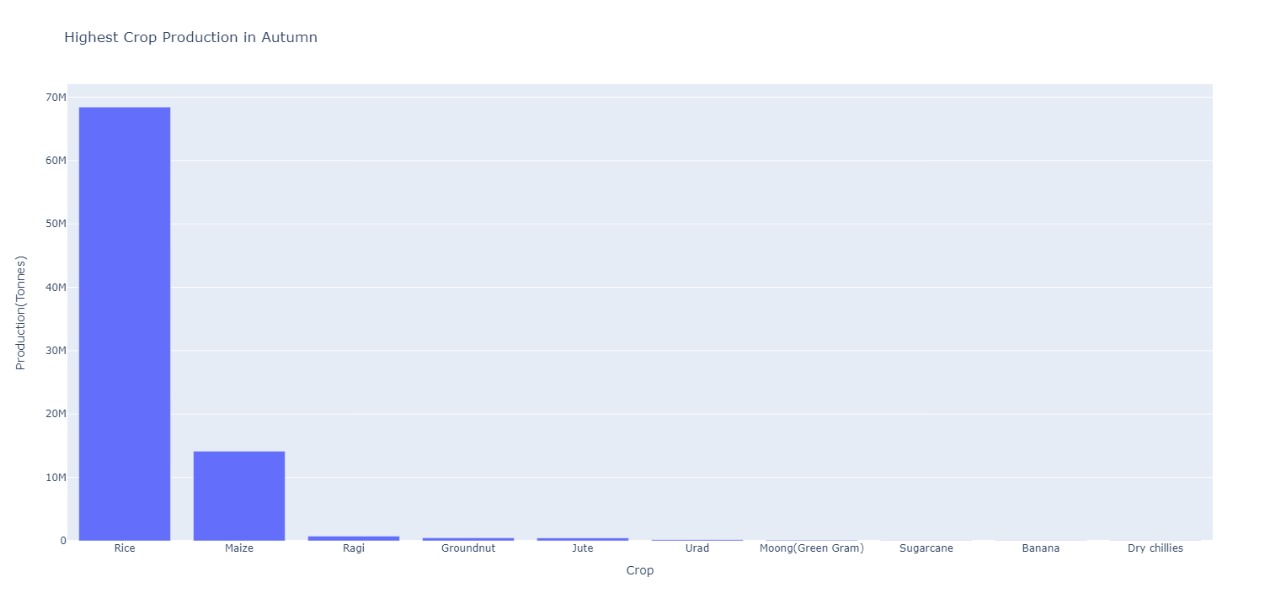 Highest Crop Production in Autumn
70M
60M
50M
40M
30M
20M
10M
0
Production(Tonnes)
Rice Maize Ragi Groundnut Jute Urad Moong(Green Gram) Sugarcane Banana Dry chillies
Crop